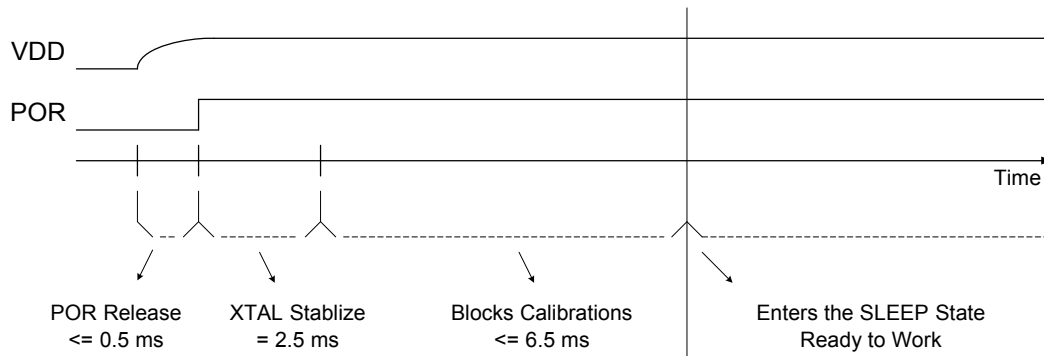 VDD
POR
Time
POR Release
<= 0.5 ms
XTAL Stablize
= 2.5 ms
Blocks Calibrations
<= 6.5 ms
Enters the SLEEP State
Ready to Work